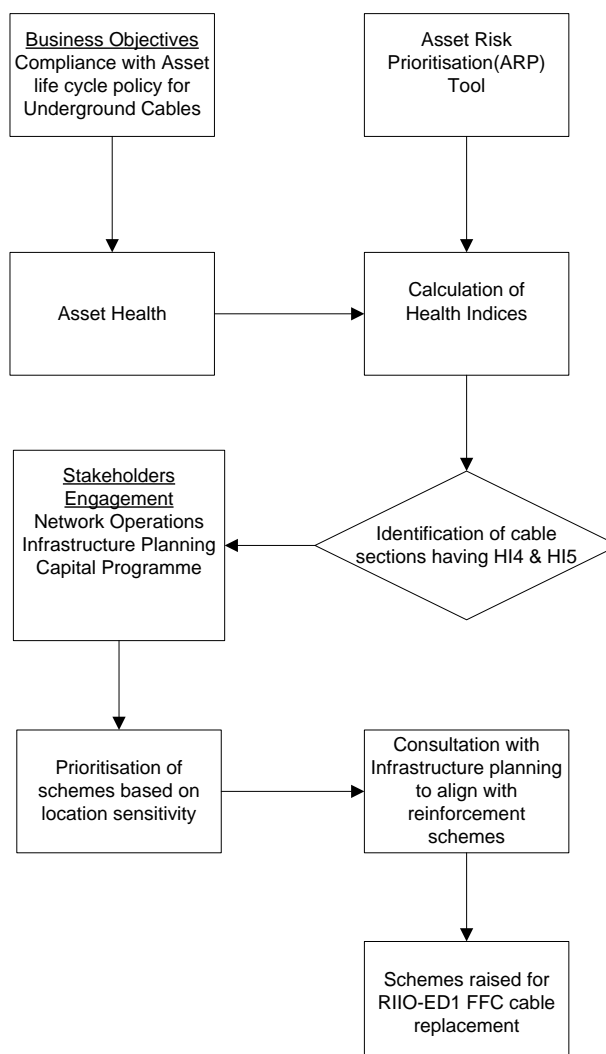 Business Objectives
Compliance with Asset
life cycle policy for
Underground Cables
Asset Risk
Prioritisation(ARP)
Tool
Asset Health
Calculation of
Health Indices
Identification of cable
sections having HI4 & HI5
Stakeholders
Engagement
Network Operations
Infrastructure Planning
Capital Programme
Prioritisation of
schemes based on
location sensitivity
Consultation with
Infrastructure planning
to align with
reinforcement
schemes
Schemes raised for
RIIO-ED1 FFC cable
replacement